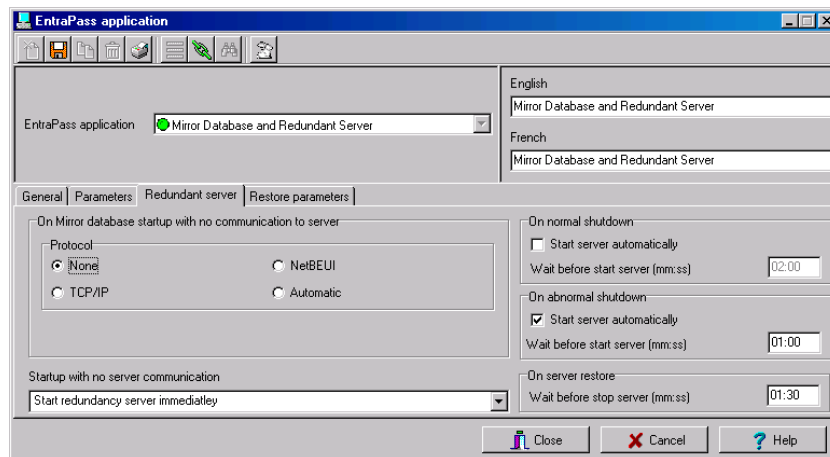 EntraPass application
English
Mirror Database and Redundant Server
EntraPass application
Mirror Database and Redundant Server
French
Mirror Database and Redundant Server
General
Parameters
Redundant server
Restore parameters
On Mirror database startup with no communication to server
Protocol
None
NetBEUI
TCP/IP
Automatic
Startup with no server communication
Start redundancy server immediatley
On normal shutdown
Start server automatically
Wait before start server (mm:ss)
02:00
On abnormal shutdown
Start server automatically
Wait before start server (mm:ss)
01:00
On server restore
Wait before stop server (mm:ss)
01:30
Close
Cancel
Help